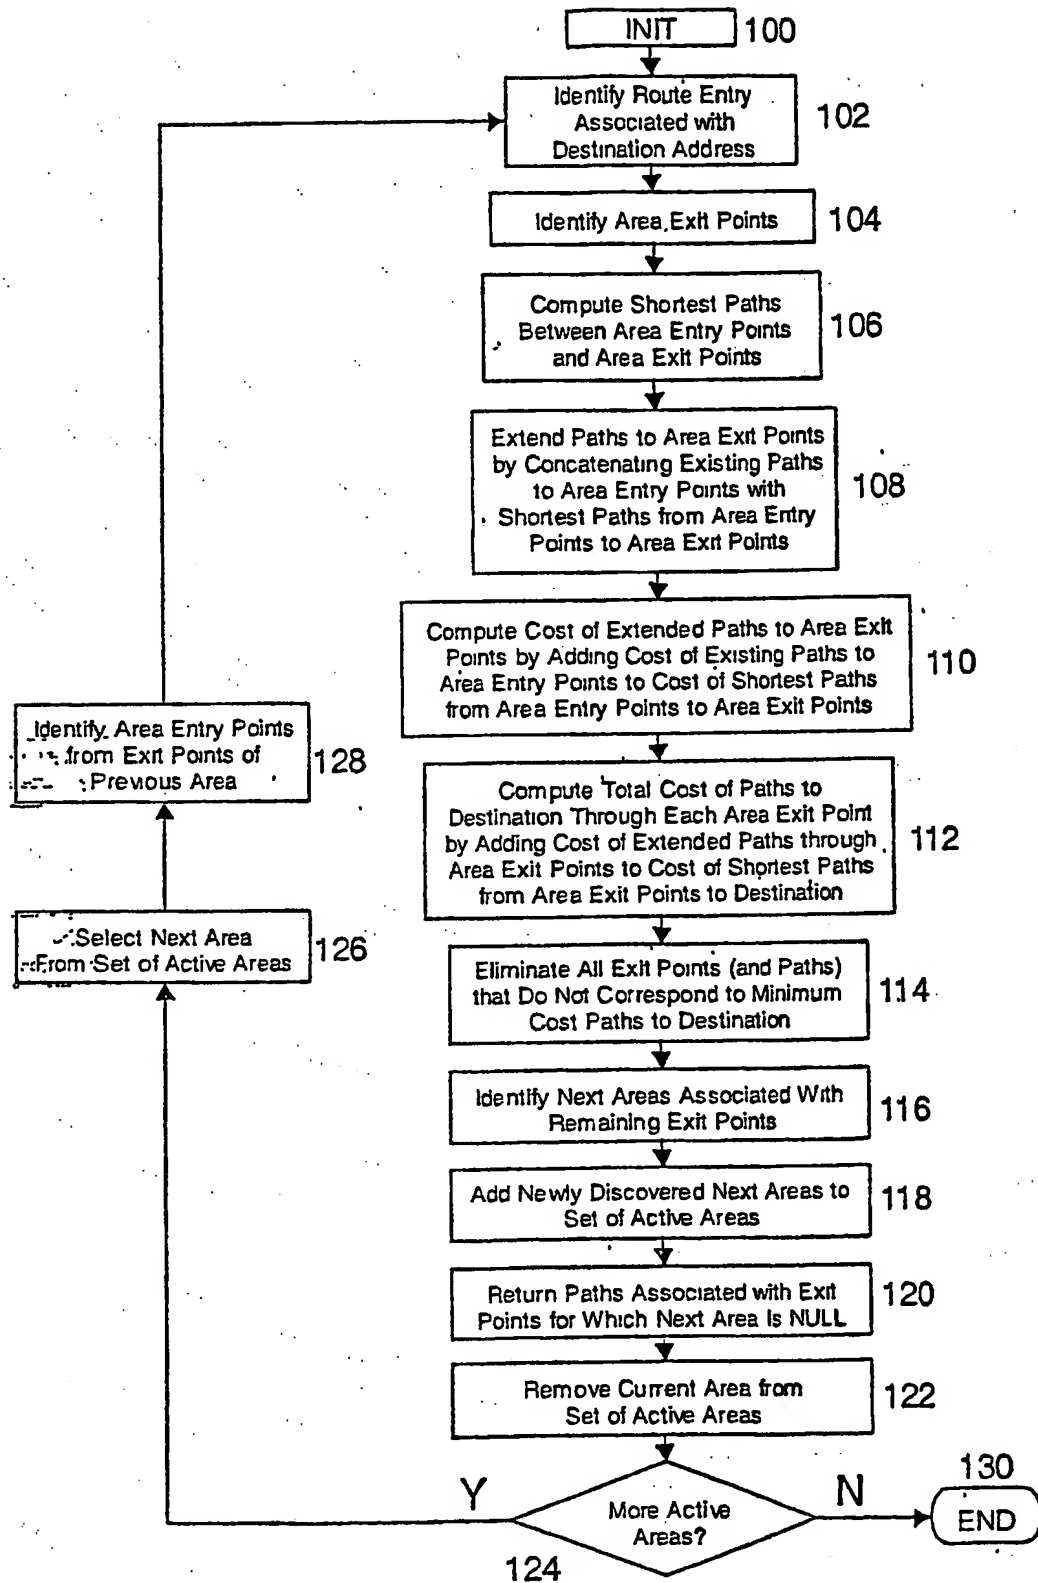 INIT
100
Identify Route Entry
Associated with
Destination Address
102
Identify Area Exit Points
104
Compute Shortest Paths
Between Area Entry Points
and Area Exit Points
106
Extend Paths to Area Exit Points
by Concatenating Existing Paths
to Area Entry Points with
Shortest Paths from Area Entry
Points to Area Exit Points
108
Compute Cost of Extended Paths to Area Exit
Points by Adding Cost of Existing Paths to
Area Entry Points to Cost of Shortest Paths
from Area Entry Points to Area Exit Points
110
Compute Total Cost of Paths to
Destination Through Each Area Exit Point
by Adding Cost of Extended Paths through
Area Exit Points to Cost of Shortest Paths
from Area Exit Points to Destination
112
Eliminate All Exit Points (and Paths)
that Do Not Correspond to Minimum
Cost Paths to Destination
114
Identify Next Areas Associated With
Remaining Exit Points
116
Add Newly Discovered Next Areas to
Set of Active Areas
118
Return Paths Associated with Exit
Points for Which Next Area Is NULL
120
Remove Current Area from
Set of Active Areas
122
More Active
Areas?
124
Y
N
130
END
Select Next Area
From Set of Active Areas
126
Identify Area Entry Points
from Exit Points of
Previous Area
128